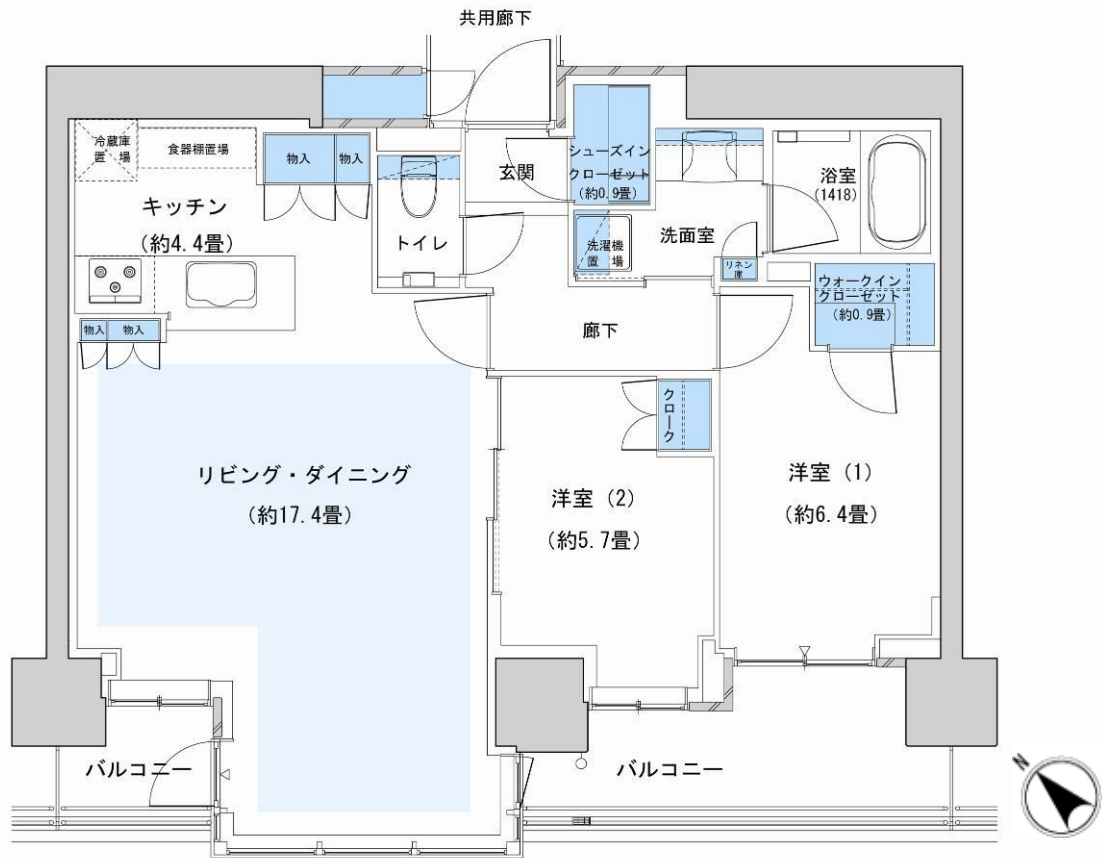 共用廊下
冷蔵庫
置場
食器棚置場
物入
物入
キッチン
(約4.4畳)
トイレ
玄関
シューズイン
クローゼット
(約0.9畳)
洗面室
洗濯機
置場
リネン
庫
浴室
(1418)
ウォークイン
クローゼット
(約0.9畳)
物入
物入
廊下
クローク
リビング・ダイニング
(約17.4畳)
洋室 (2)
(約5.7畳)
洋室 (1)
(約6.4畳)
バルコニー
バルコニー
N